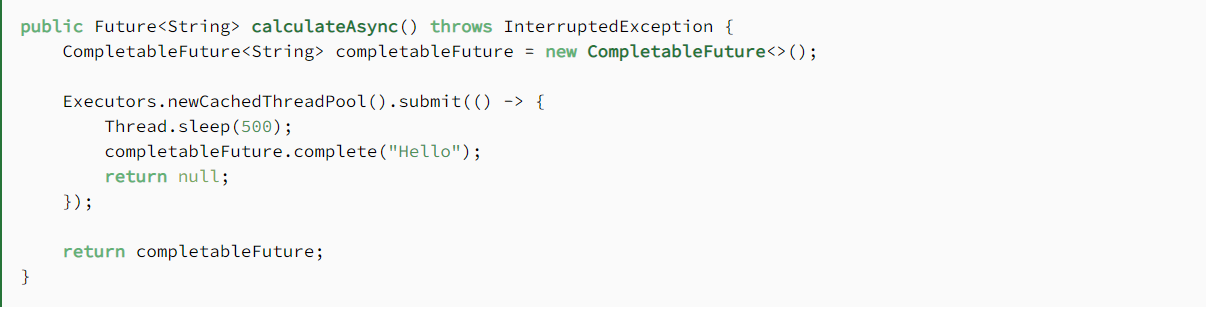 public Future<String> calculateAsync() throws InterruptedException {
    CompletableFuture<String> completableFuture = new CompletableFuture<>();

    Executors.newCachedThreadPool().submit(() -> {
        Thread.sleep(500);
        completableFuture.complete("Hello");
        return null;
    });

    return completableFuture;
}